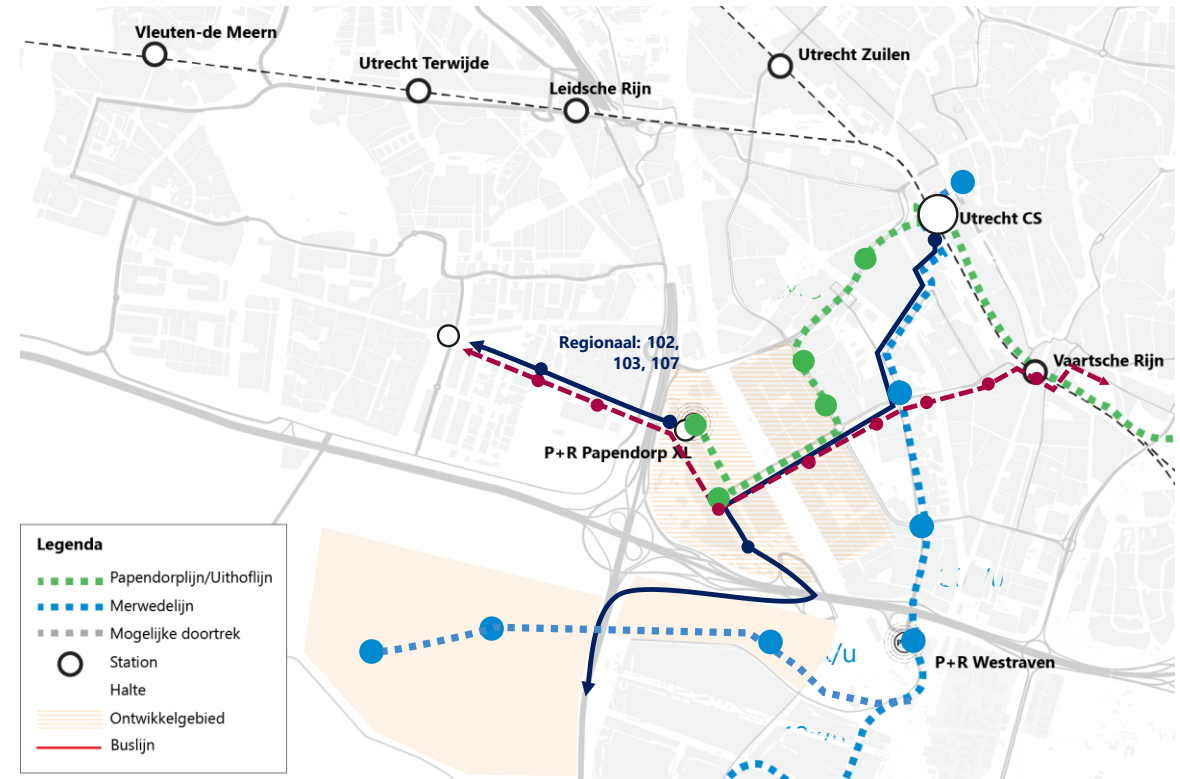 Vleuten-de Meern
Utrecht Terwijde
Leidsche Rijn
Utrecht Zuilen
Utrecht CS
Regionaal: 102,
103, 107
Vaartsche Rijn
P+R Papendorp XL
P+R Westraven
/u
Legenda
Papendorplijn/Uithoflijn
Merwedelijn
Mogelijke doortrek
Station
Halte
Ontwikkelgebied
Buslijn